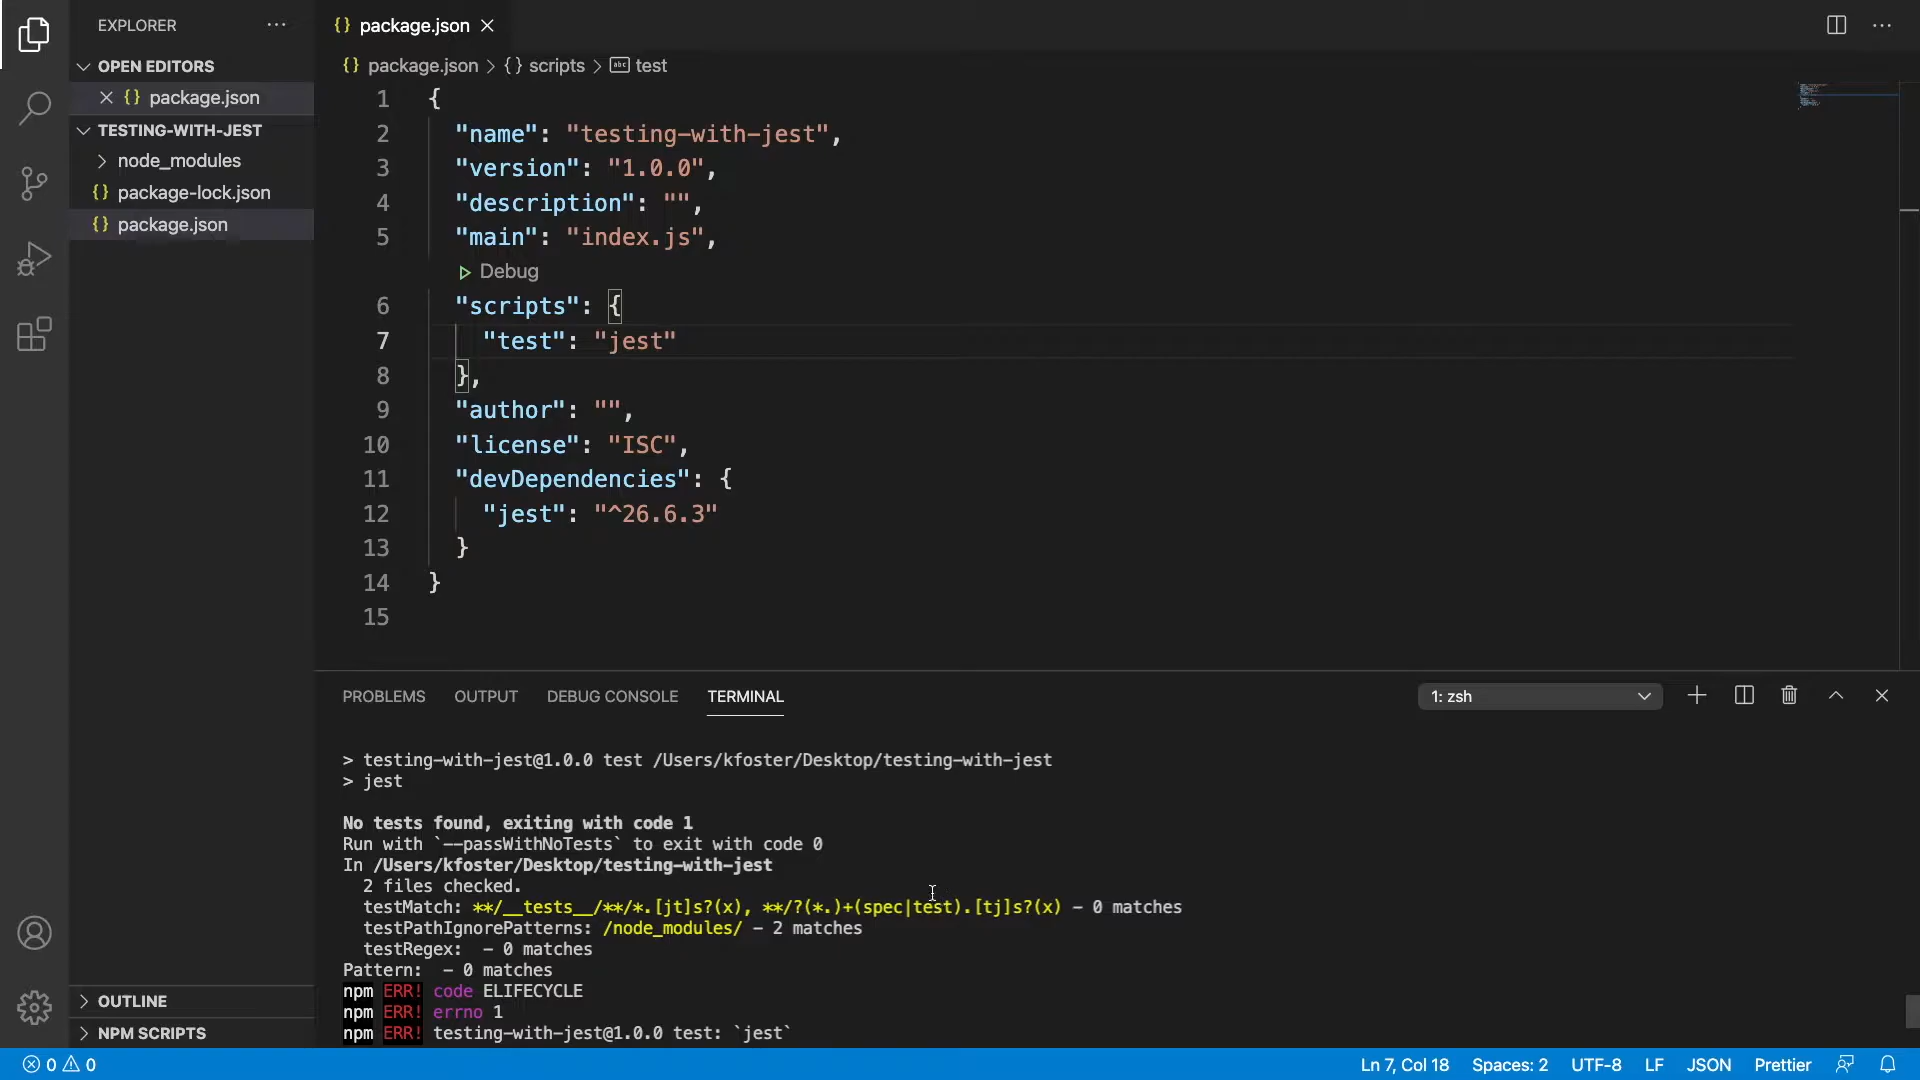 EXPLORER
OPEN EDITORS
package.json
TESTING-WITH-JEST
node_modules
package-lock.json
package.json
OUTLINE
NPM SCRIPTS
package.json
package.json > {} scripts > abc test
1 {
2 "name": "testing-with-jest",
3 "version": "1.0.0",
4 "description": "",
5 "main": "index.js",
Debug
6 "scripts": {
7 "test": "jest"
8 },
9 "author": "",
10 "license": "ISC",
11 "devDependencies": {
12 "jest": "^26.6.3"
13 }
14 }
15
PROBLEMS OUTPUT DEBUG CONSOLE TERMINAL 1: zsh
> testing-with-jest@1.0.0 test /Users/kfoster/Desktop/testing-with-jest
> jest
No tests found, exiting with code 1
Run with `--passWithNoTests` to exit with code 0
In /Users/kfoster/Desktop/testing-with-jest
2 files checked.
testMatch: **/__tests__/**/*.[jt]s?(x), **/?(*.)+(spec|test).[tj]s?(x) - 0 matches
testPathIgnorePatterns: /node_modules/ - 2 matches
testRegex:  - 0 matches
Pattern:  - 0 matches
npm ERR! code ELIFECYCLE
npm ERR! errno 1
npm ERR! testing-with-jest@1.0.0 test: `jest`
0 0 Ln 7, Col 18 Spaces: 2 UTF-8 LF JSON Prettier